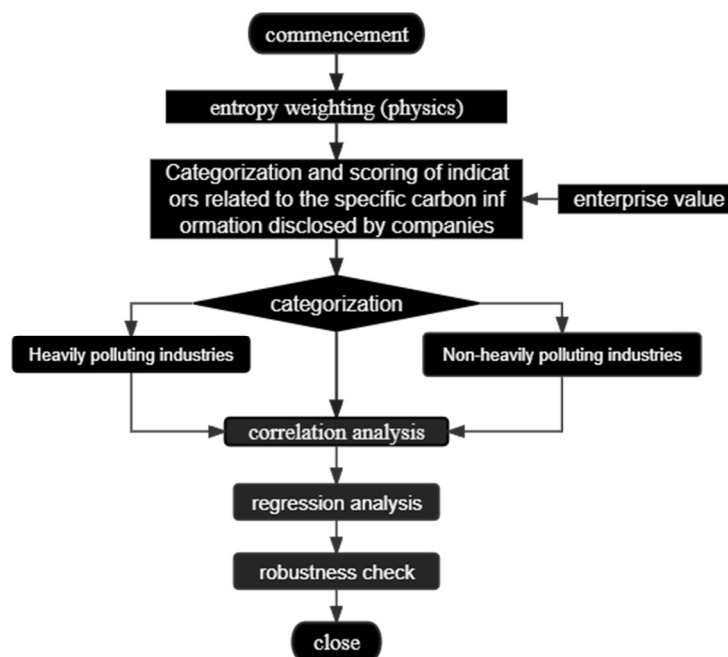 commencement
entropy weighting (physics)
Categorization and scoring of indicat
ors related to the specific carbon inf
ormation disclosed by companies
enterprise value
categorization
Heavily polluting industries
Non-heavily polluting industries
correlation analysis
regression analysis
robustness check
close